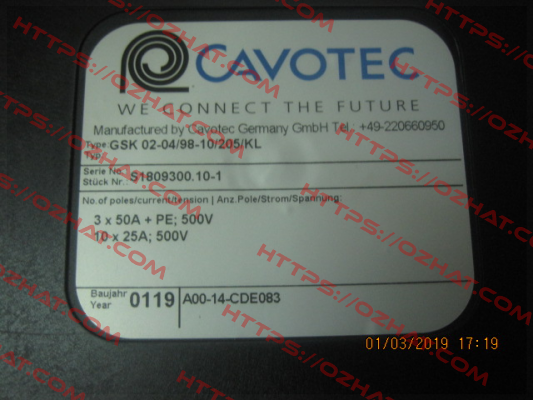 CAVOTEC
WE CONNECT THE FUTURE
Manufactured by Cavotec Germany GmbH Tel.: +49-220660950
Type GSK 02-04/98-10/205/KL
Typ
Serie No.: S1809300.10-1
Stück Nr.:
No.of poles/current/tension | Anz.Pole/Strom/Spannung:
3 x 50A + PE; 500V
10 x 25A; 500V
Baujahr 0119 A00-14-CDE083
Year
01/03/2019 17:19
HTTPS://OZHAT.COM